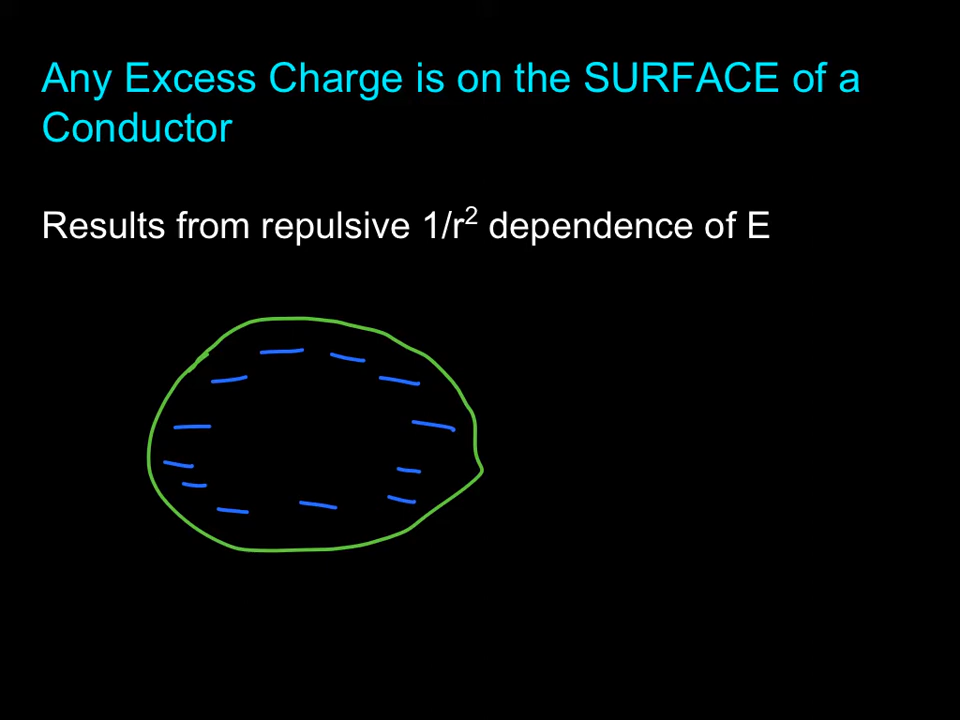 Any Excess Charge is on the SURFACE of a
Conductor
Results from repulsive 1/r² dependence of E